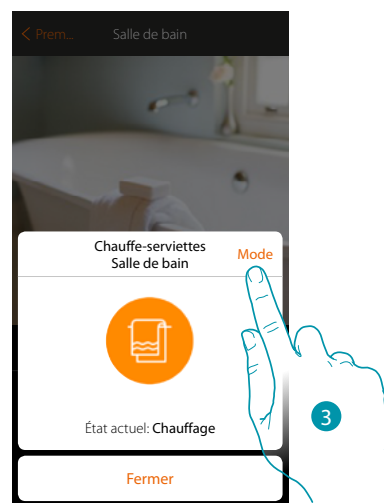 < Prem... Salle de bain
Chauffe-serviettes
Salle de bain
Mode
État actuel: Chauffage
3
Fermer